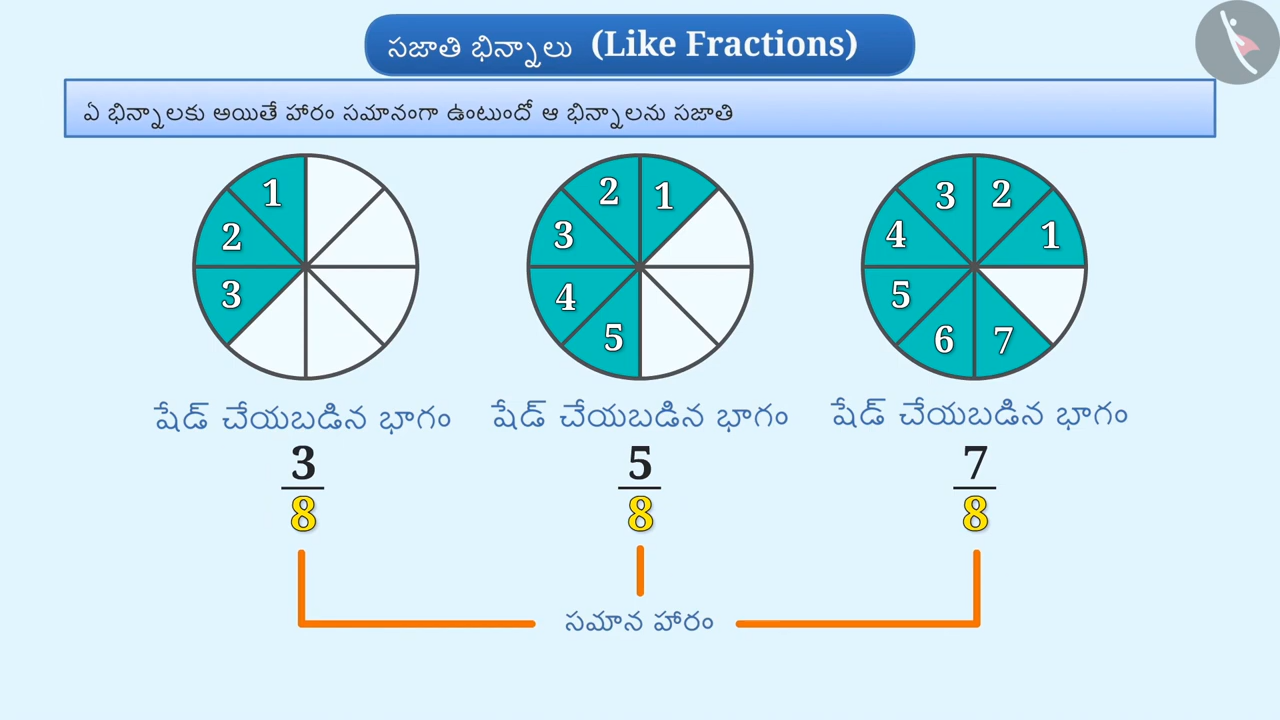 సజాతి భిన్నాలు (Like Fractions)
ఏ భిన్నాలకు అయితే హారం సమానంగా ఉంటుందో ఆ భిన్నాలను సజాతి
1 2 3
1 2 3 4 5
1 2 3 4 5 6 7
షేడ్ చేయబడిన భాగం షేడ్ చేయబడిన భాగం షేడ్ చేయబడిన భాగం
3 5 7
8 8 8
సమాన హారం